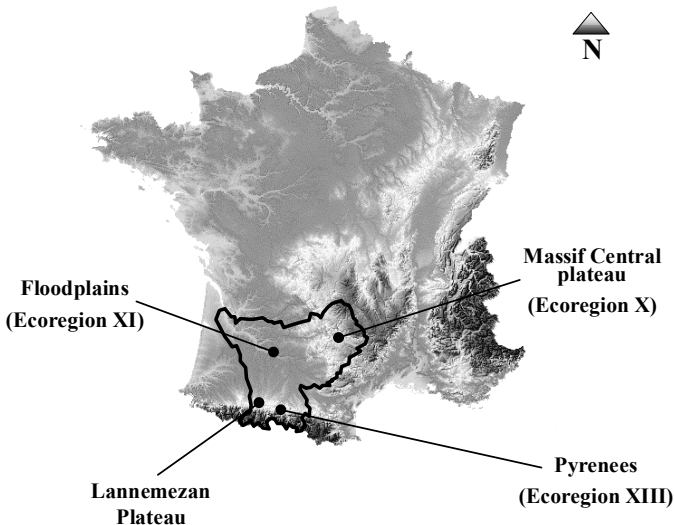 N
Massif Central
plateau
(Ecoregion X)
Floodplains
(Ecoregion XI)
Pyrenees
(Ecoregion XIII)
Lannemezan
Plateau